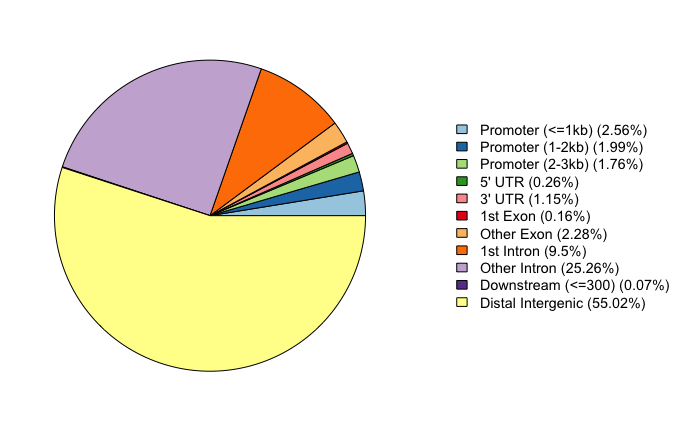 Promoter (<=1kb) (2.56%)
Promoter (1-2kb) (1.99%)
Promoter (2-3kb) (1.76%)
5' UTR (0.26%)
3' UTR (1.15%)
1st Exon (0.16%)
Other Exon (2.28%)
1st Intron (9.5%)
Other Intron (25.26%)
Downstream (<=300) (0.07%)
Distal Intergenic (55.02%)